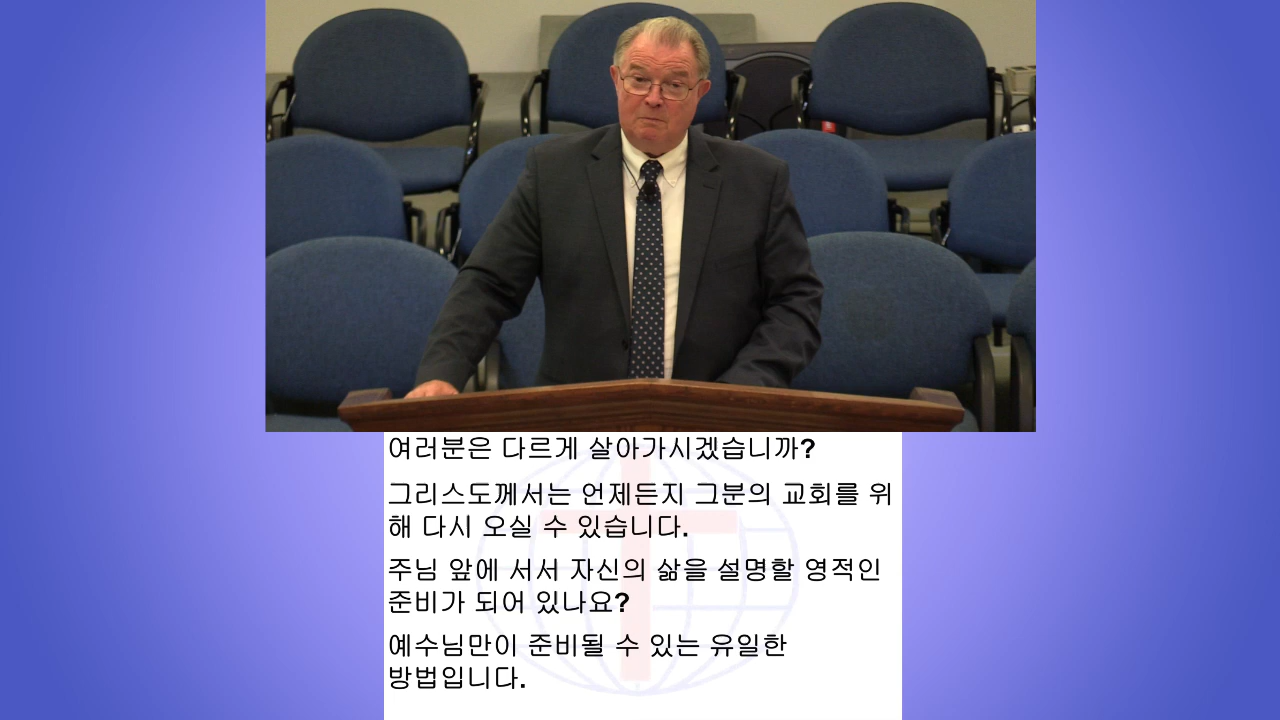 여러분은 다르게 살아가시겠습니까?
그리스도께서는 언제든지 그분의 교회를 위
해 다시 오실 수 있습니다.
주님 앞에 서서 자신의 삶을 설명할 영적인
준비가 되어 있나요?
예수님만이 준비될 수 있는 유일한
방법입니다.